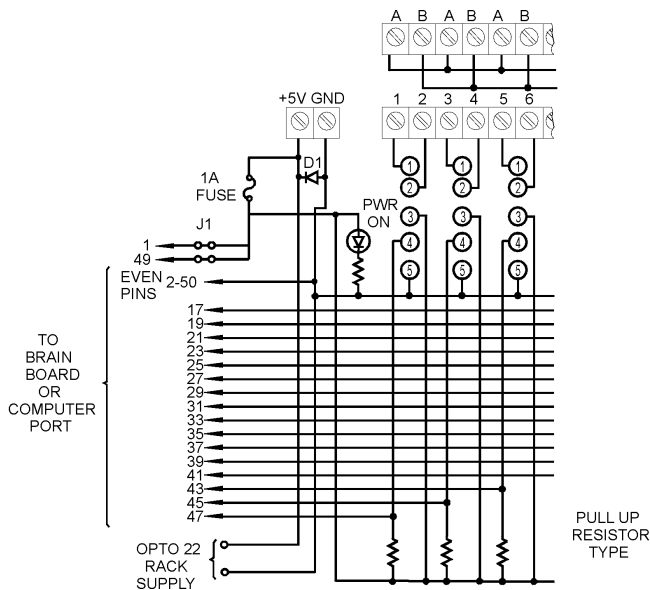 A B A B A B
+5V GND
1 2 3 4 5 6
D1
1A
FUSE
PWR
ON
J1
1
49
EVEN
PINS
2-50
1 1 1
2 2 2
3 3 3
4 4 4
5 5 5
17
19
21
23
25
27
29
31
33
35
37
39
41
43
45
47
TO
BRAIN
BOARD
OR
COMPUTER
PORT
OPTO 22
RACK
SUPPLY
PULL UP
RESISTOR
TYPE